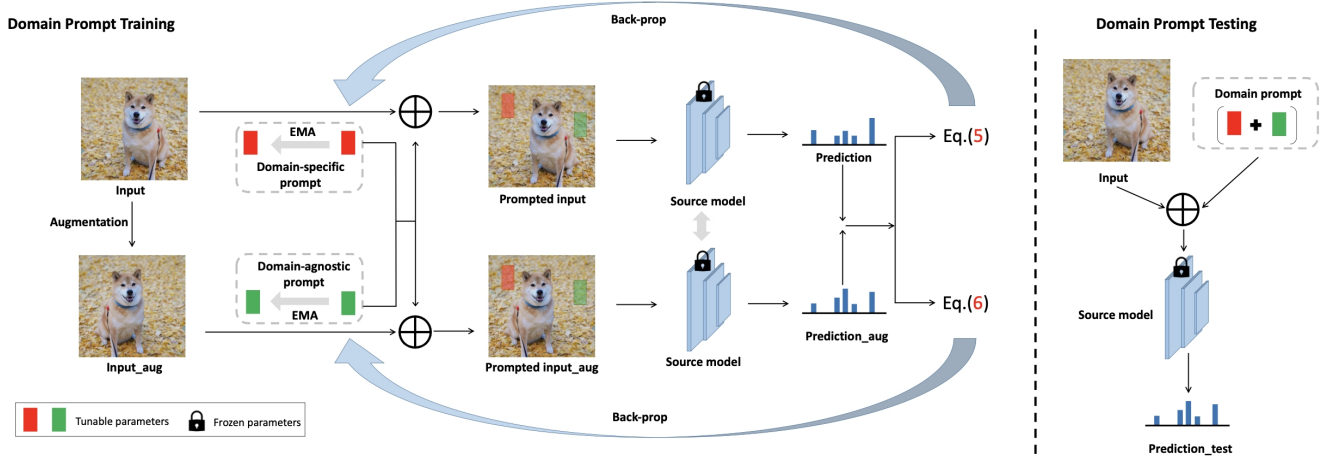 Domain Prompt Training
Back-prop
Domain Prompt Testing
EMA
Domain-specific
prompt
Input
Augmentation
Domain-agnostic
prompt
EMA
Input_aug
Prompted input
Prompted input_aug
Source model
Source model
Prediction
Prediction_aug
Eq.(5)
Eq.(6)
Back-prop
Tunable parameters
Frozen parameters
Domain prompt
Input
Source model
Prediction_test